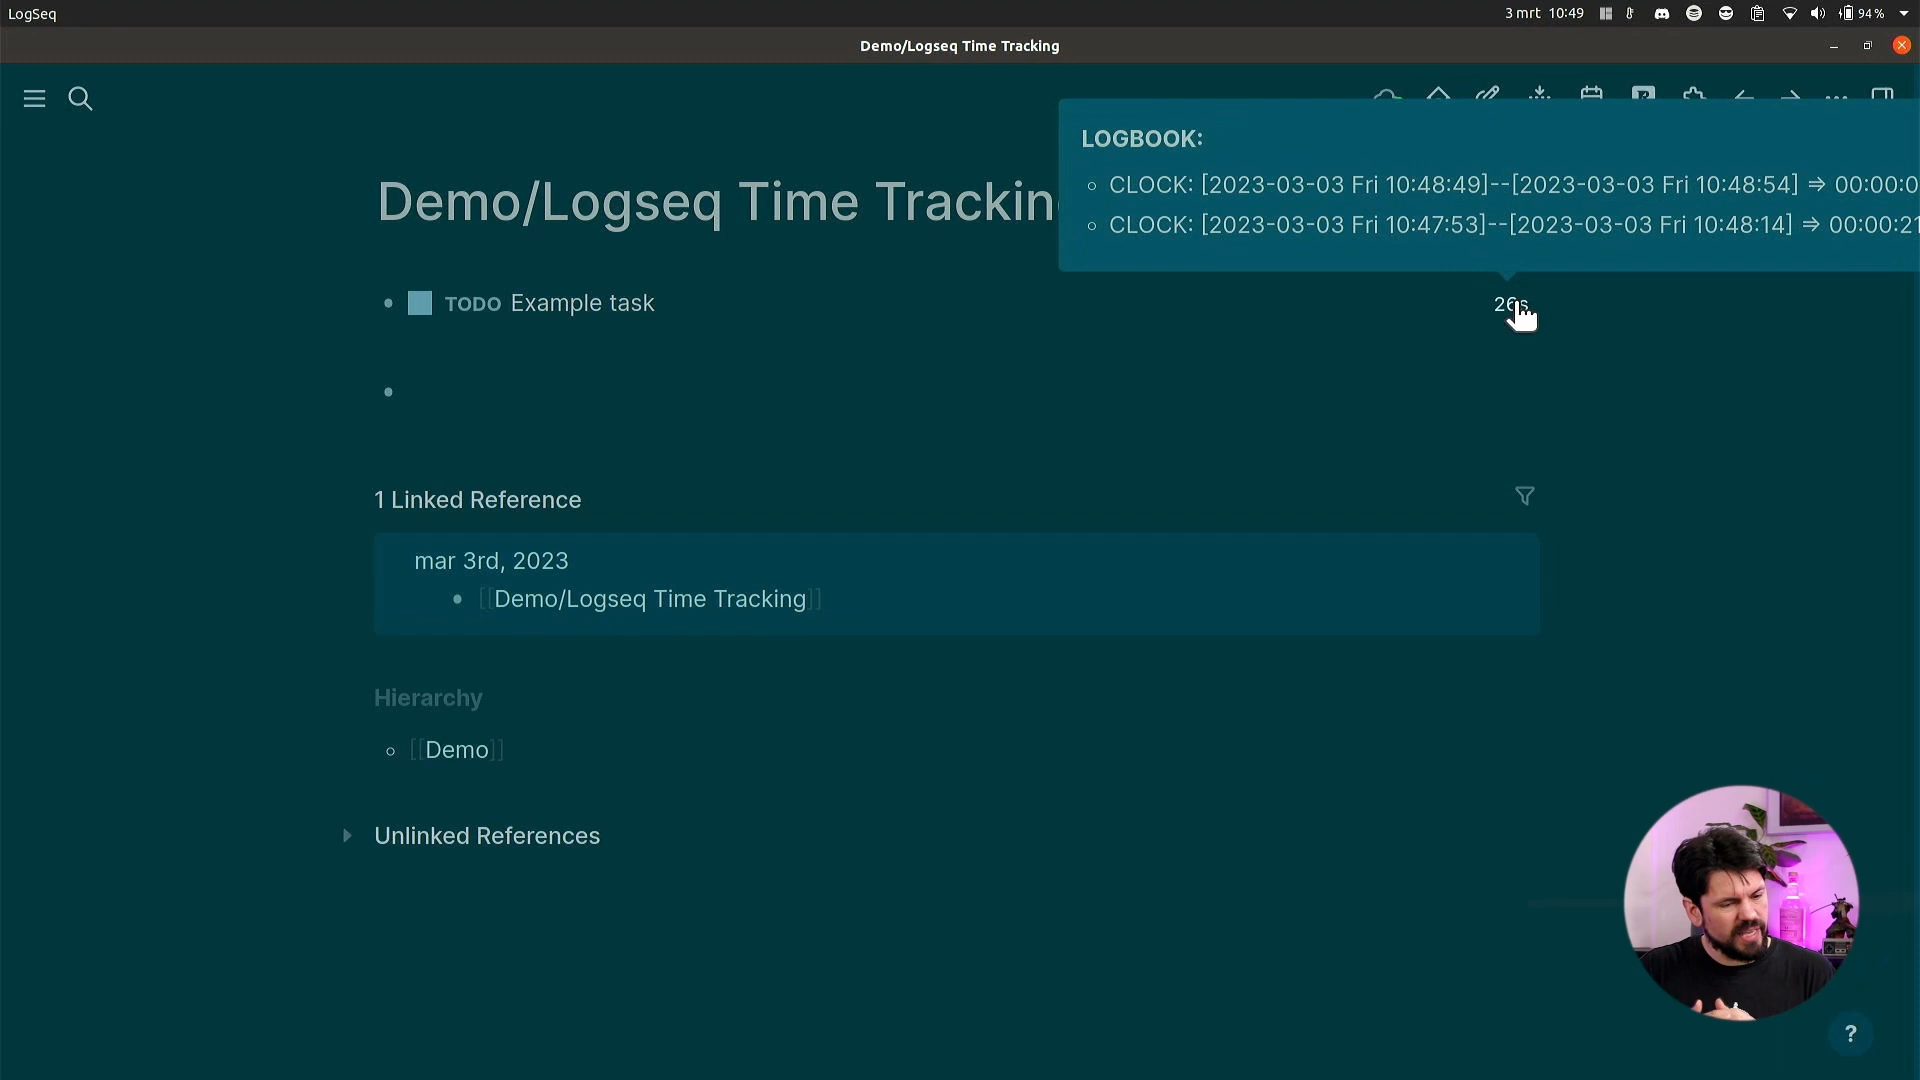 LogSeq
3 mrt 10:49
94 %
Demo/Logseq Time Tracking
LOGBOOK:
CLOCK: [2023-03-03 Fri 10:48:49]--[2023-03-03 Fri 10:48:54] => 00:00:0
CLOCK: [2023-03-03 Fri 10:47:53]--[2023-03-03 Fri 10:48:14] => 00:00:21
Demo/Logseq Time Trackin
TODO Example task
26s
1 Linked Reference
mar 3rd, 2023
[[Demo/Logseq Time Tracking]]
Hierarchy
[[Demo]]
Unlinked References
?